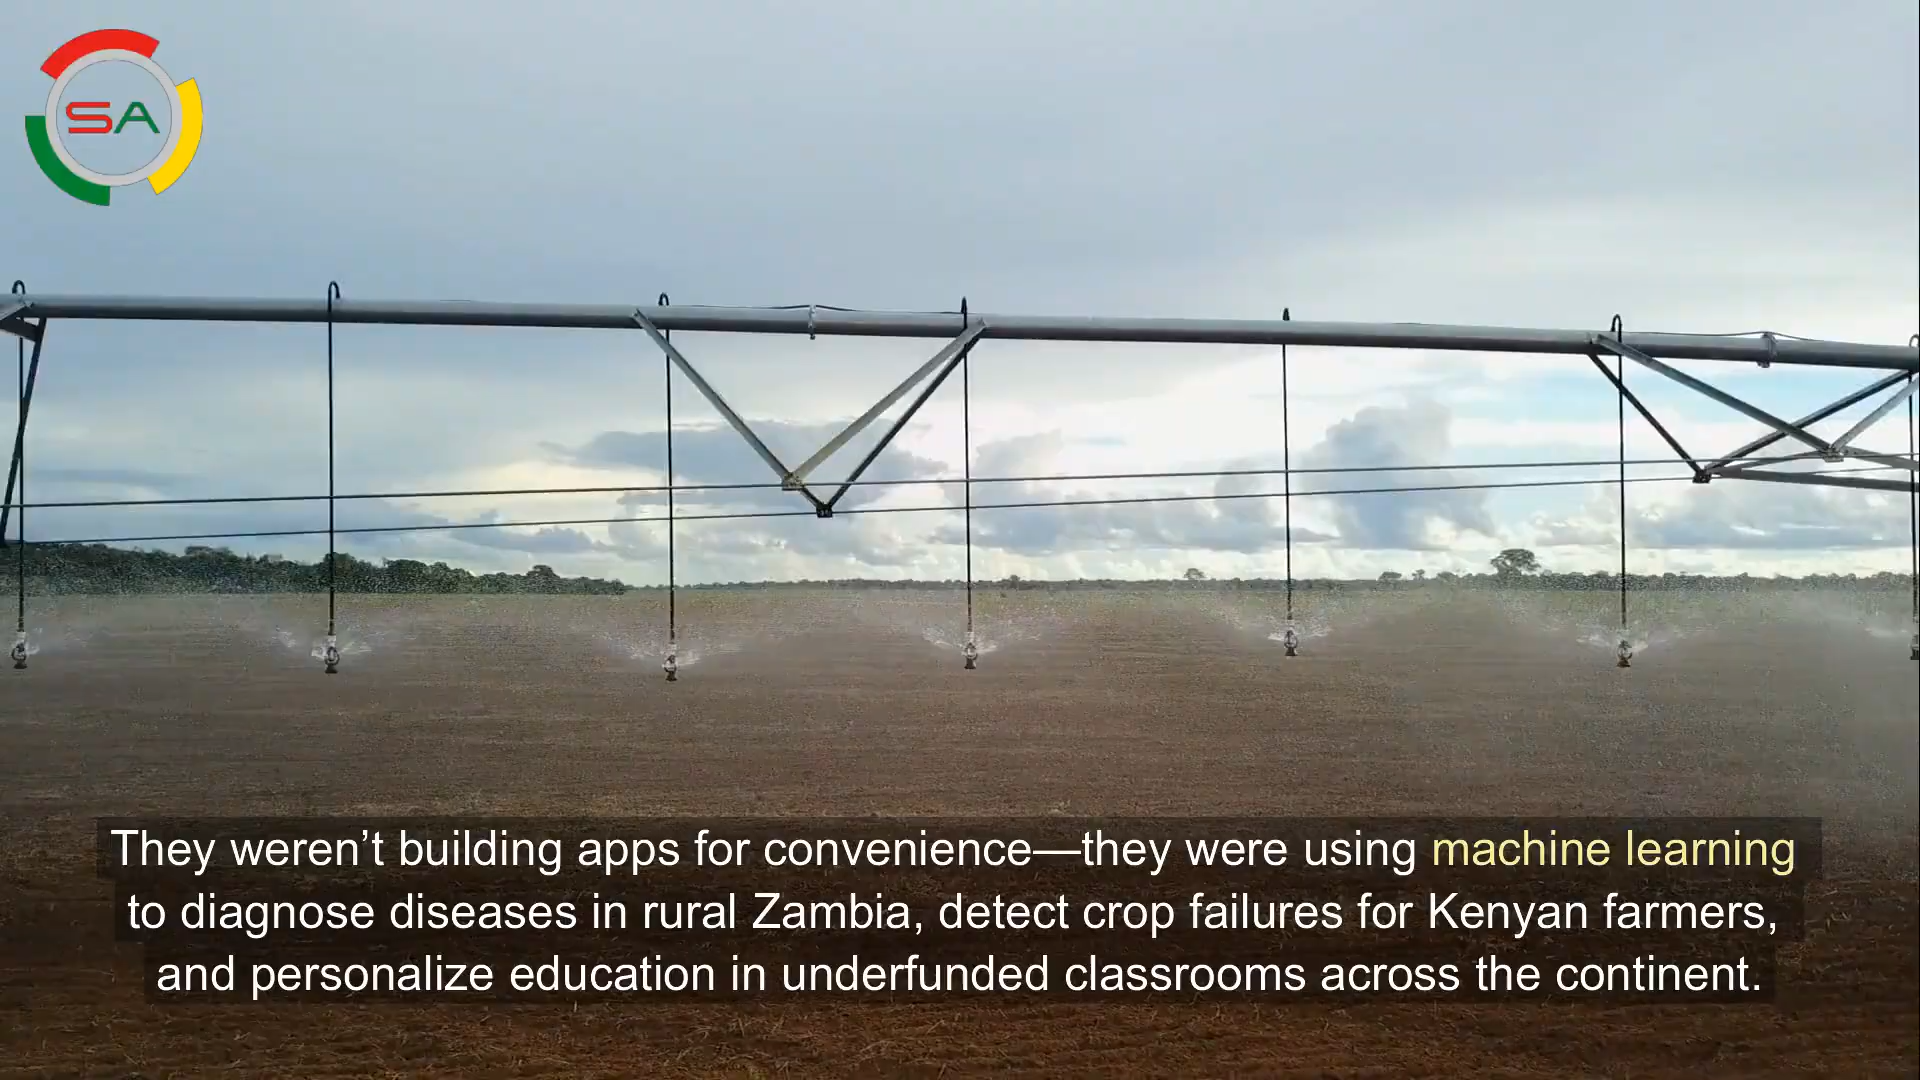 SA
They weren’t building apps for convenience—they were using machine learning
to diagnose diseases in rural Zambia, detect crop failures for Kenyan farmers,
and personalize education in underfunded classrooms across the continent.